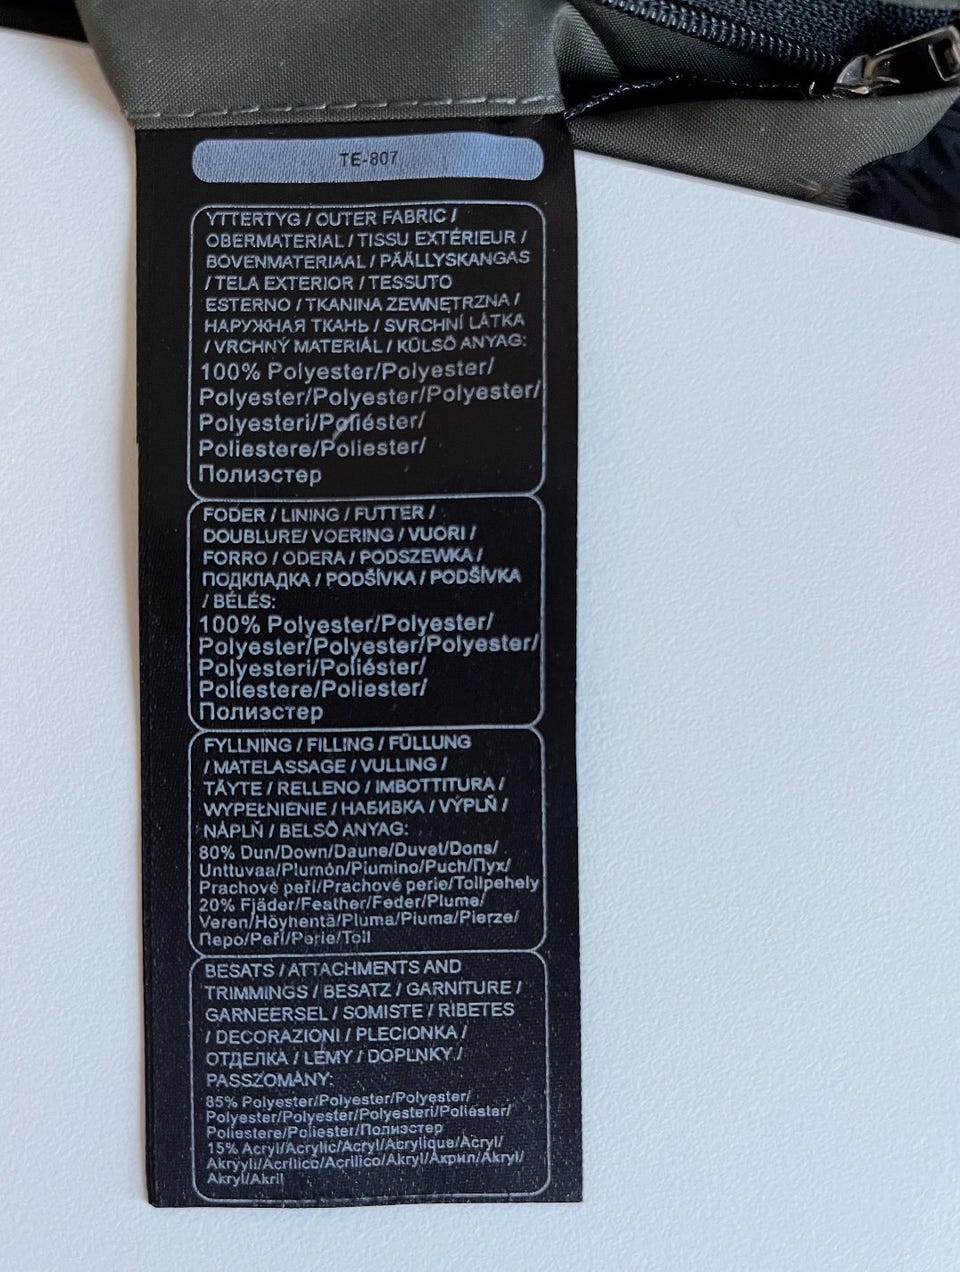 TE-807
YTTERTYG / OUTER FABRIC /
OBERMATERIAL / TISSU EXTÉRIEUR /
BOVENMATERIAAL / PÄÄLLYSKANGAS
/ TELA EXTERIOR / TESSUTO
ESTERNO / TKANINA ZEWNĘTRZNA /
НАРУЖНАЯ ТКАНЬ / SVRCHNÍ LÁTKA
/ VRCHNÝ MATERIÁL / KÜLSŐ ANYAG:
100% Polyester/Polyester/
Polyester/Polyester/Polyester/
Polyesteri/Poliéster/
Poliestere/Poliester/
Полиэстер
FODER / LINING / FUTTER /
DOUBLURE/ VOERING / VUORI /
FORRO / ODERA / PODSZEWKA /
ПОДКЛАДКА / PODŠÍVKA / PODŠÍVKA
/ BÉLÉS:
100% Polyester/Polyester/
Polyester/Polyester/Polyester/
Polyesteri/Poliéster/
Poliestere/Poliester/
Полиэстер
FYLLNING / FILLING / FÜLLUNG
/ MATELASSAGE / VULLING /
TÄYTE / RELLENO / IMBOTTITURA /
WYPEŁNIENIE / НАБИВКА / VÝPLŇ /
NÁPLŇ / BELSŐ ANYAG:
80% Dun/Down/Daune/Duvet/Dons/
Unttuvaa/Plumón/Piumino/Puch/Пух/
Prachové peří/Prachové perie/Tollpehely
20% Fjäder/Feather/Feder/Plume/
Veren/Höyhentä/Pluma/Piuma/Pierze/
Перо/Peří/Perie/Toll
BESATS / ATTACHMENTS AND
TRIMMINGS / BESATZ / GARNITURE /
GARNEERSEL / SOMISTE / RIBETES
/ DECORAZIONI / PLECIONKA /
ОТДЕЛКА / LEMY / DOPLNKY /
PASSZOMÁNY:
85% Polyester/Polyester/Polyester/
Polyester/Polyester/Polyesteri/Poliéster/
Poliestere/Poliester/Полиэстер
15% Acryl/Acrylic/Acryl/Acrylique/Acryl/
Akryyli/Acrílico/Acrilico/Akryl/Акрил/Akryl/
Akryl/Akril